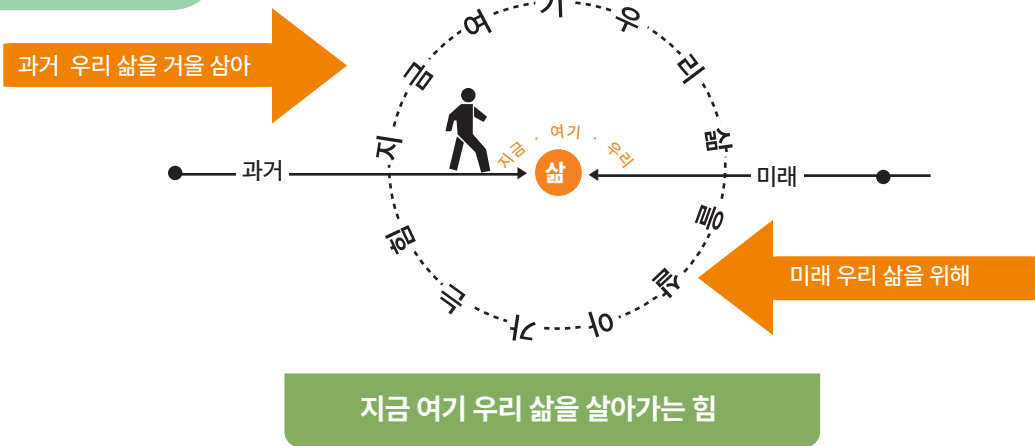 과거 우리 삶을 거울 삼아
지금 여기 우리 삶을 살아가는 힘
지금 · 여기 · 우리
과거
삶
미래
미래 우리 삶을 위해
지금 여기 우리 삶을 살아가는 힘